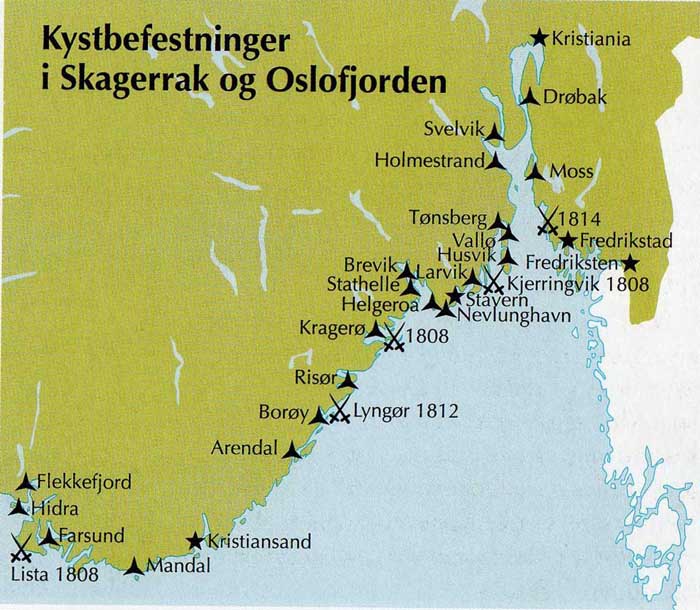 Kystbefestninger
i Skagerrak og Oslofjorden
Kristiania
Drøbak
Svelvik
Holmestrand
Moss
Tønsberg
1814
Vallø
Fredrikstad
Husvik
Fredriksten
Brevik
Larvik
Stathelle
Kjerringvik 1808
Helgeroa
Stavern
Nevlunghavn
Kragerø
1808
Risør
Borøy
Lyngør 1812
Arendal
Flekkefjord
Hidra
Farsund
Kristiansand
Lista 1808
Mandal